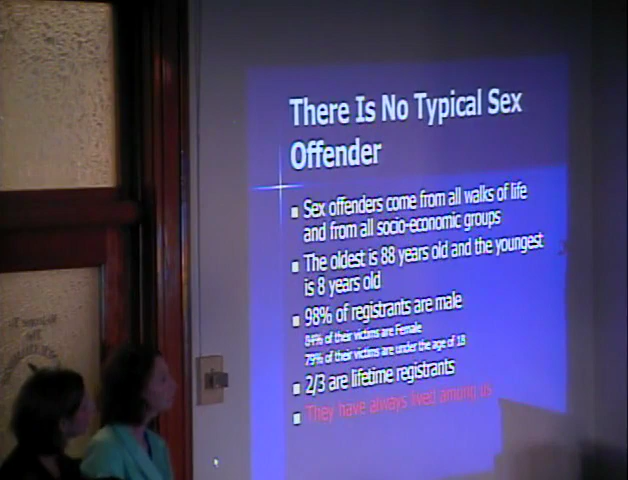 There Is No Typical Sex
Offender
Sex offenders come from all walks of life
and from all socio-economic groups
The oldest is 88 years old and the youngest
is 8 years old
98% of registrants are male
84% of their victims are Female
79% of their victims are under the age of 18
2/3 are lifetime registrants
They have always lived among us